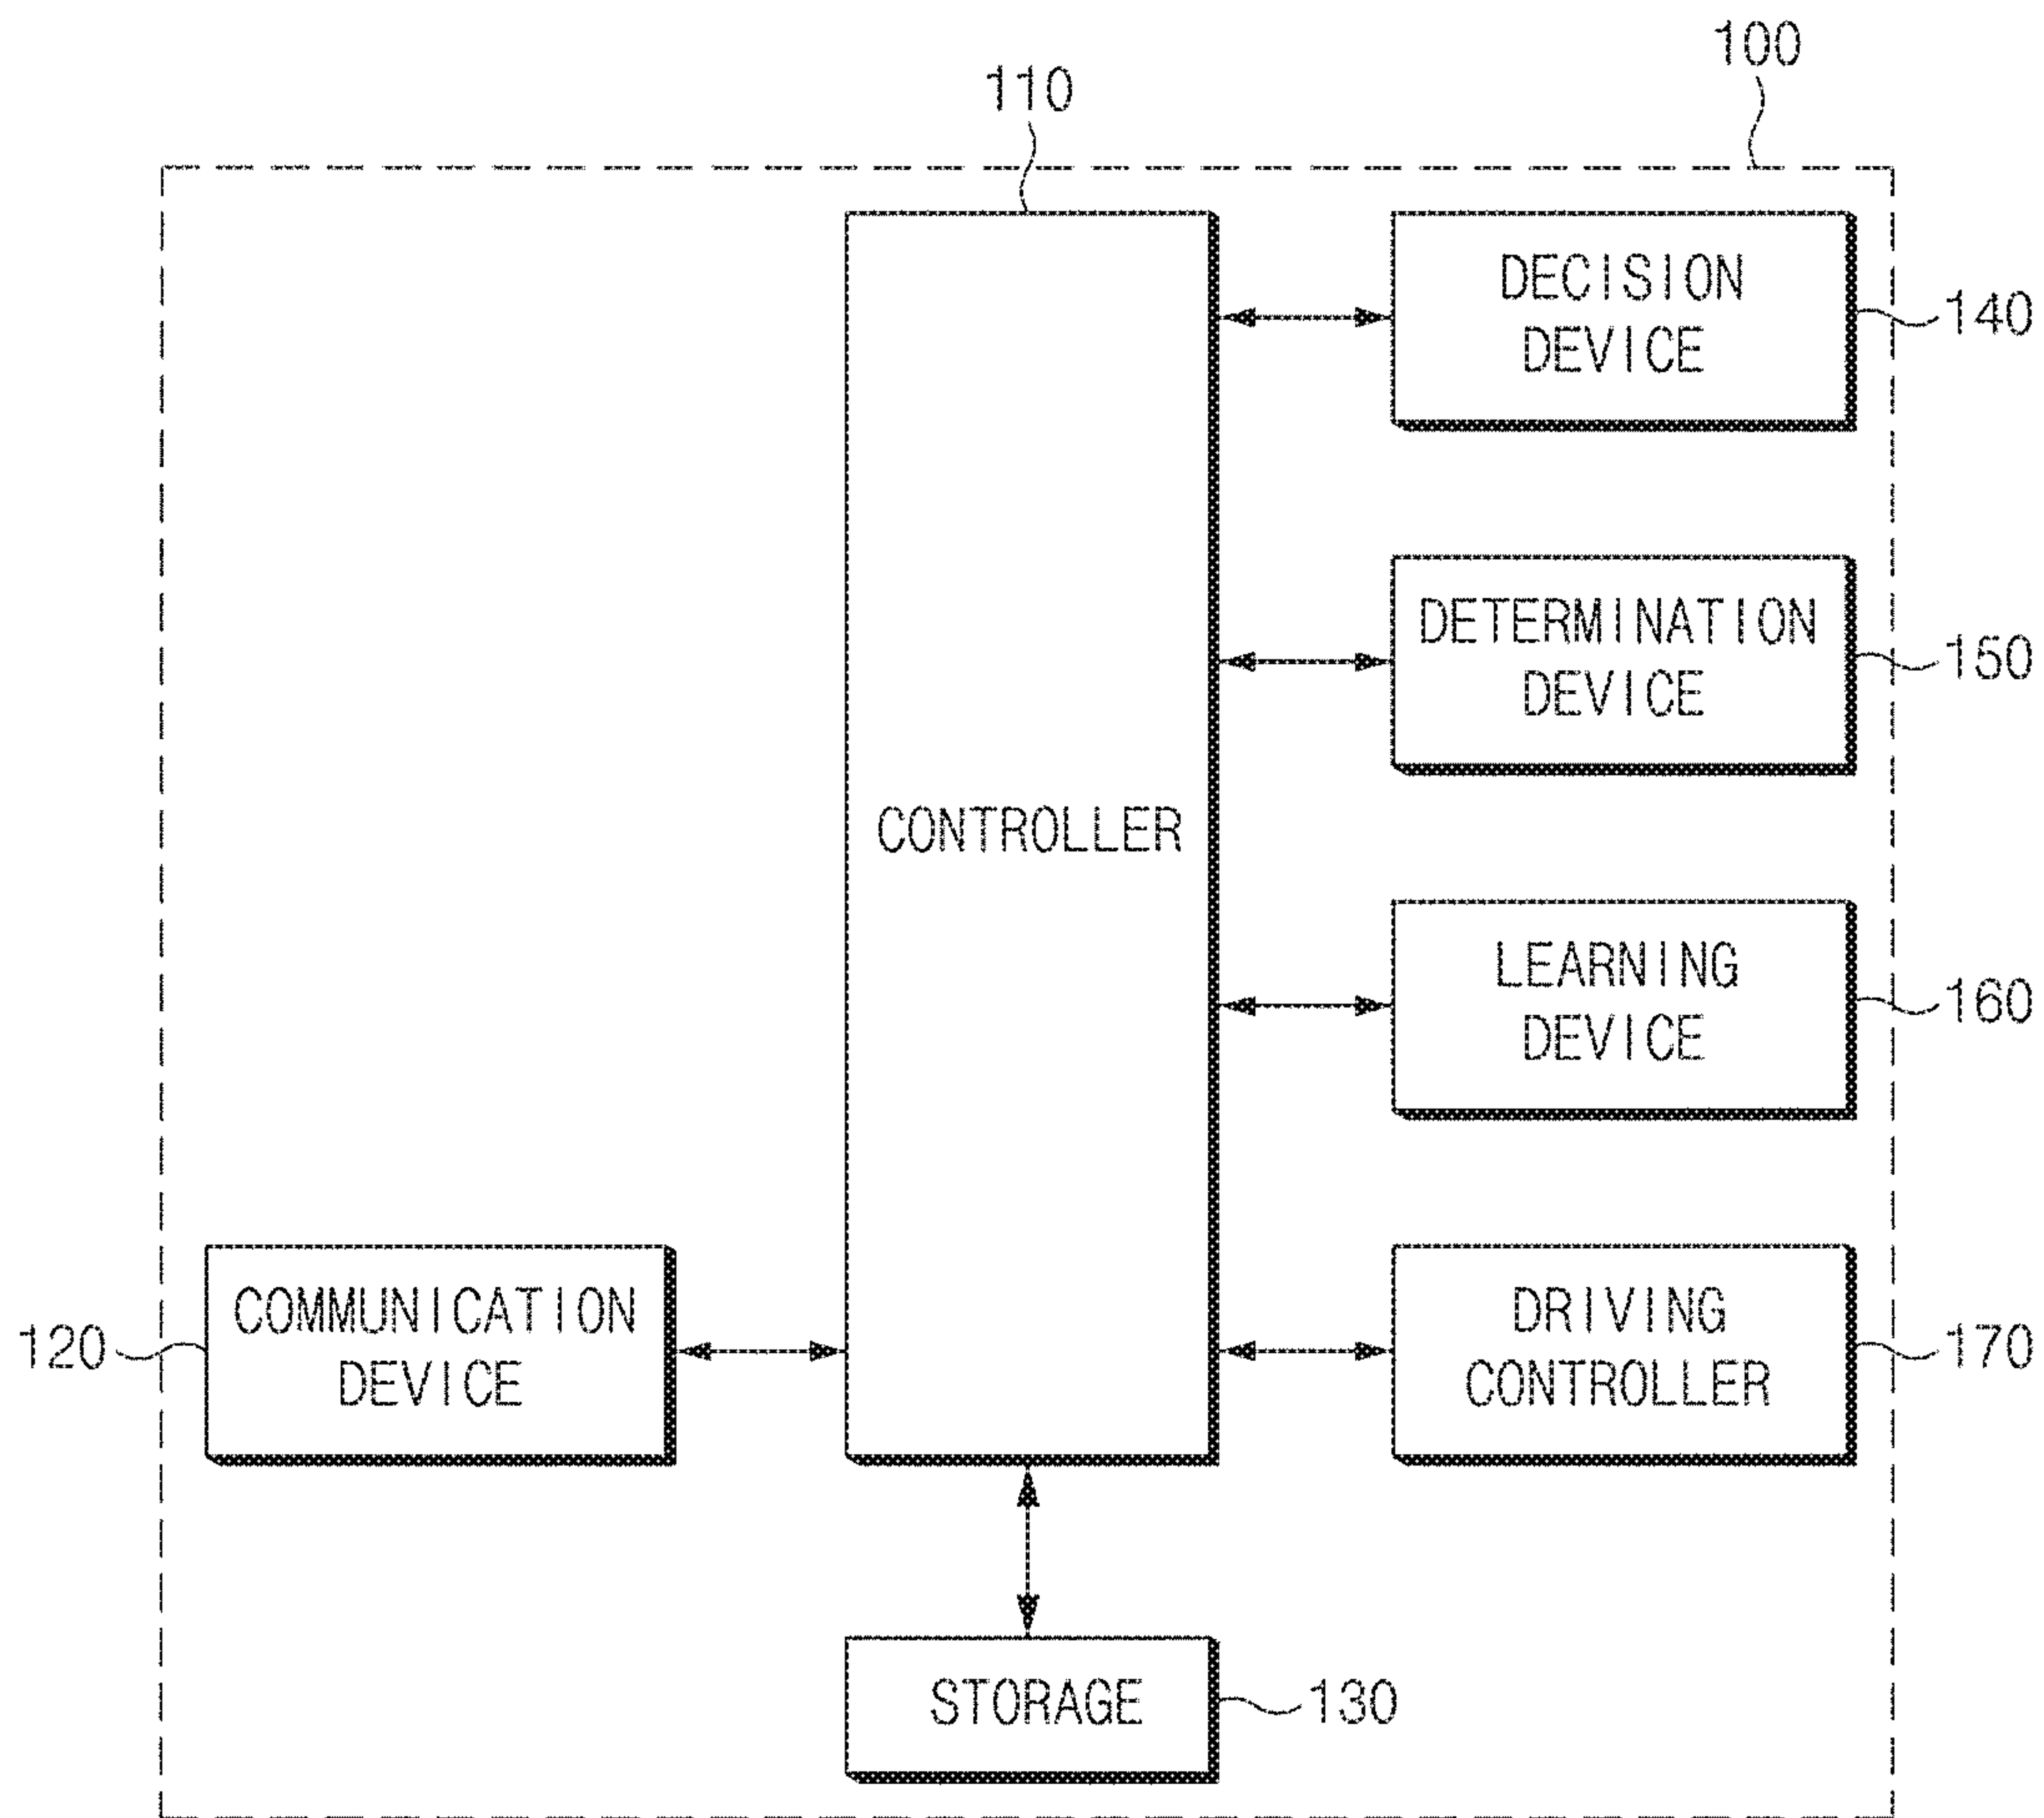 100
110
DECISION
DEVICE
140
DETERMINATION
DEVICE
150
CONTROLLER
LEARNING
DEVICE
160
COMMUNICATION
DEVICE
120
DRIVING
CONTROLLER
170
STORAGE
130